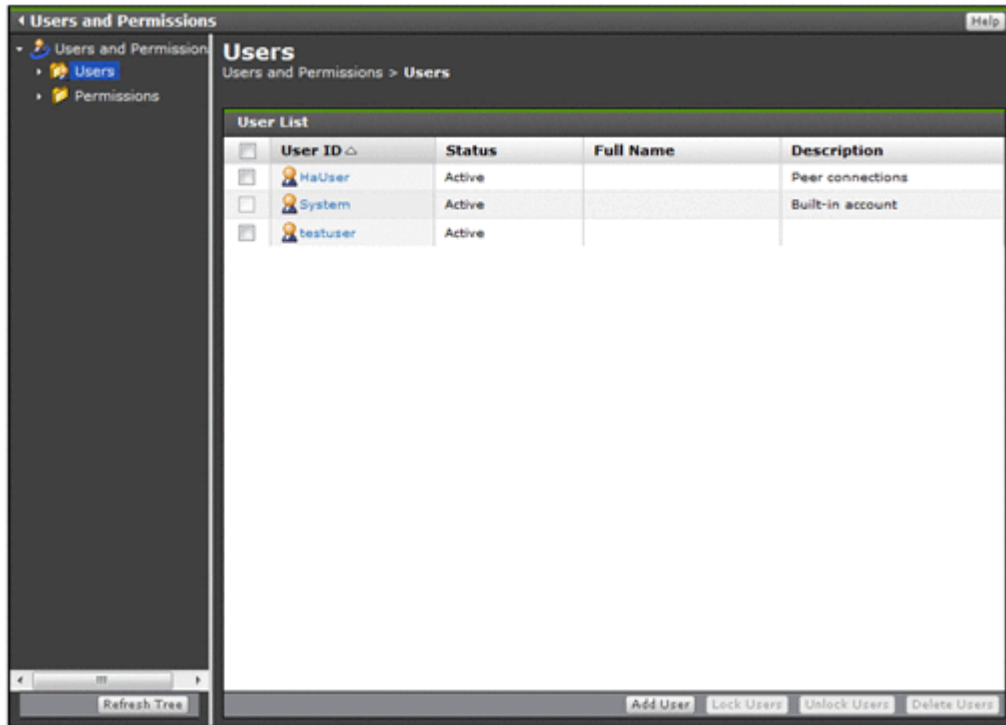 Users and Permissions
Help
Users and Permission
Users
Permissions
Refresh Tree
Users
Users and Permissions > Users
User List
User ID Status Full Name Description
HaUser Active Peer connections
System Active Built-in account
testuser Active
Add User Lock Users Unlock Users Delete Users